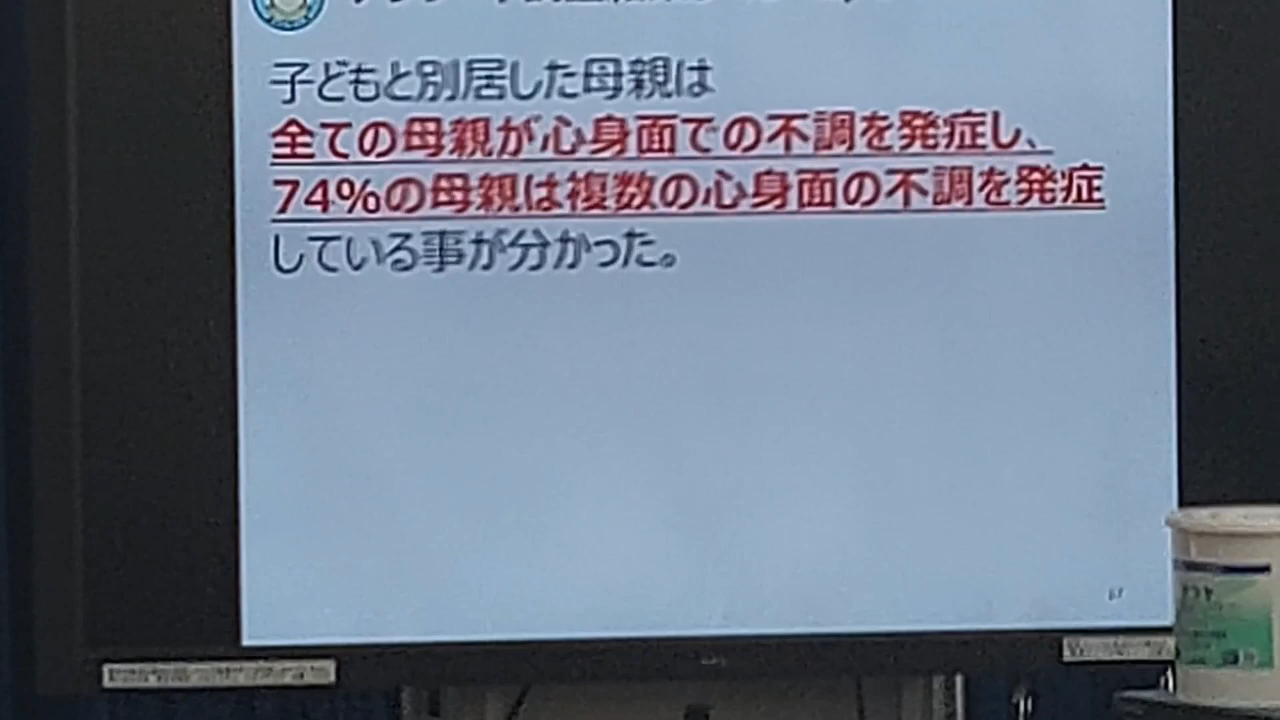 子どもと別居した母親は
全ての母親が心身面での不調を発症し、
74%の母親は複数の心身面の不調を発症
している事が分かった。